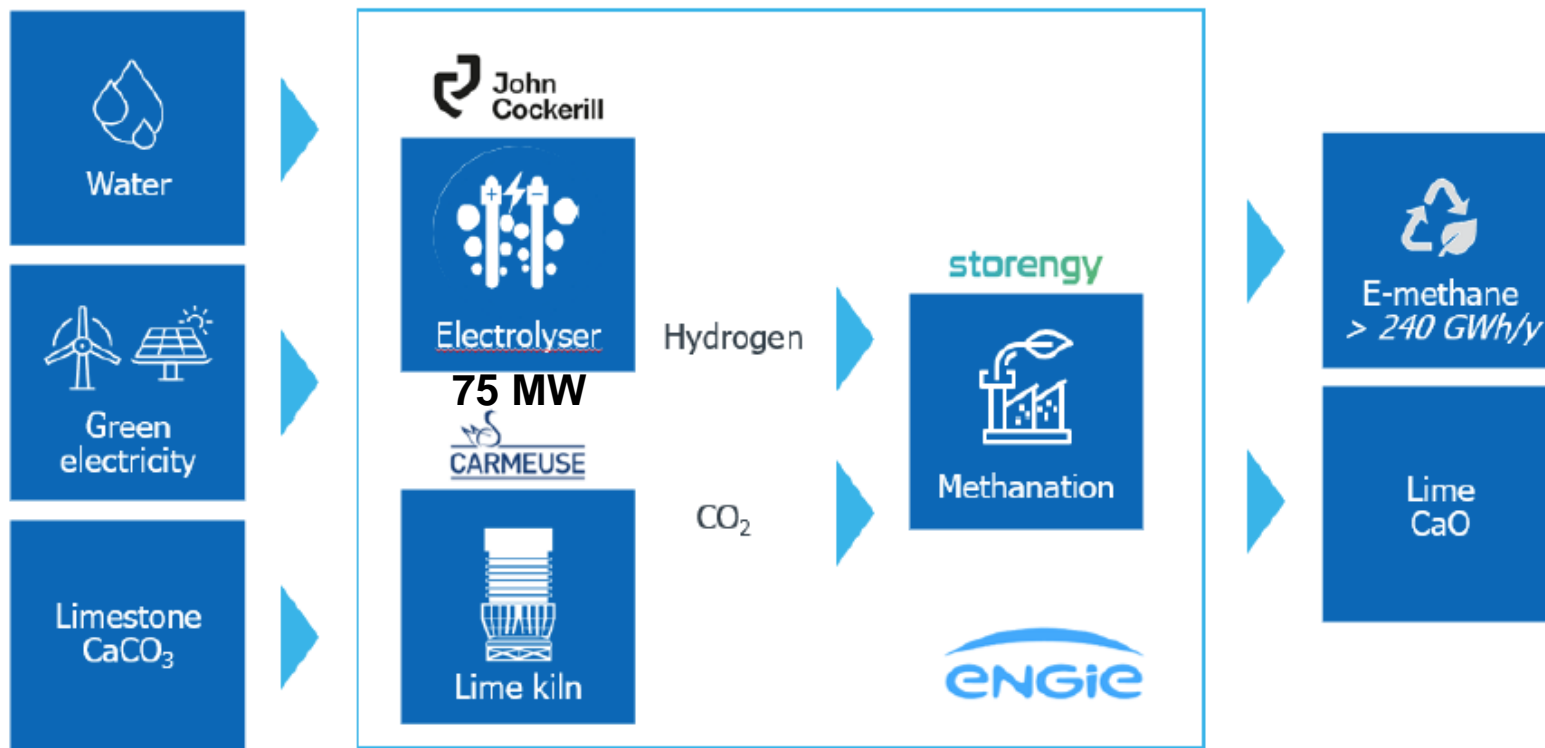 Water
Green
electricity
Limestone
CaCO₃
John
Cockerill
+ -
Electrolyser
75 MW
CARMEUSE
Lime kiln
Hydrogen
CO₂
storengy
Methanation
ENGIE
E-methane
> 240 GWh/y
Lime
CaO